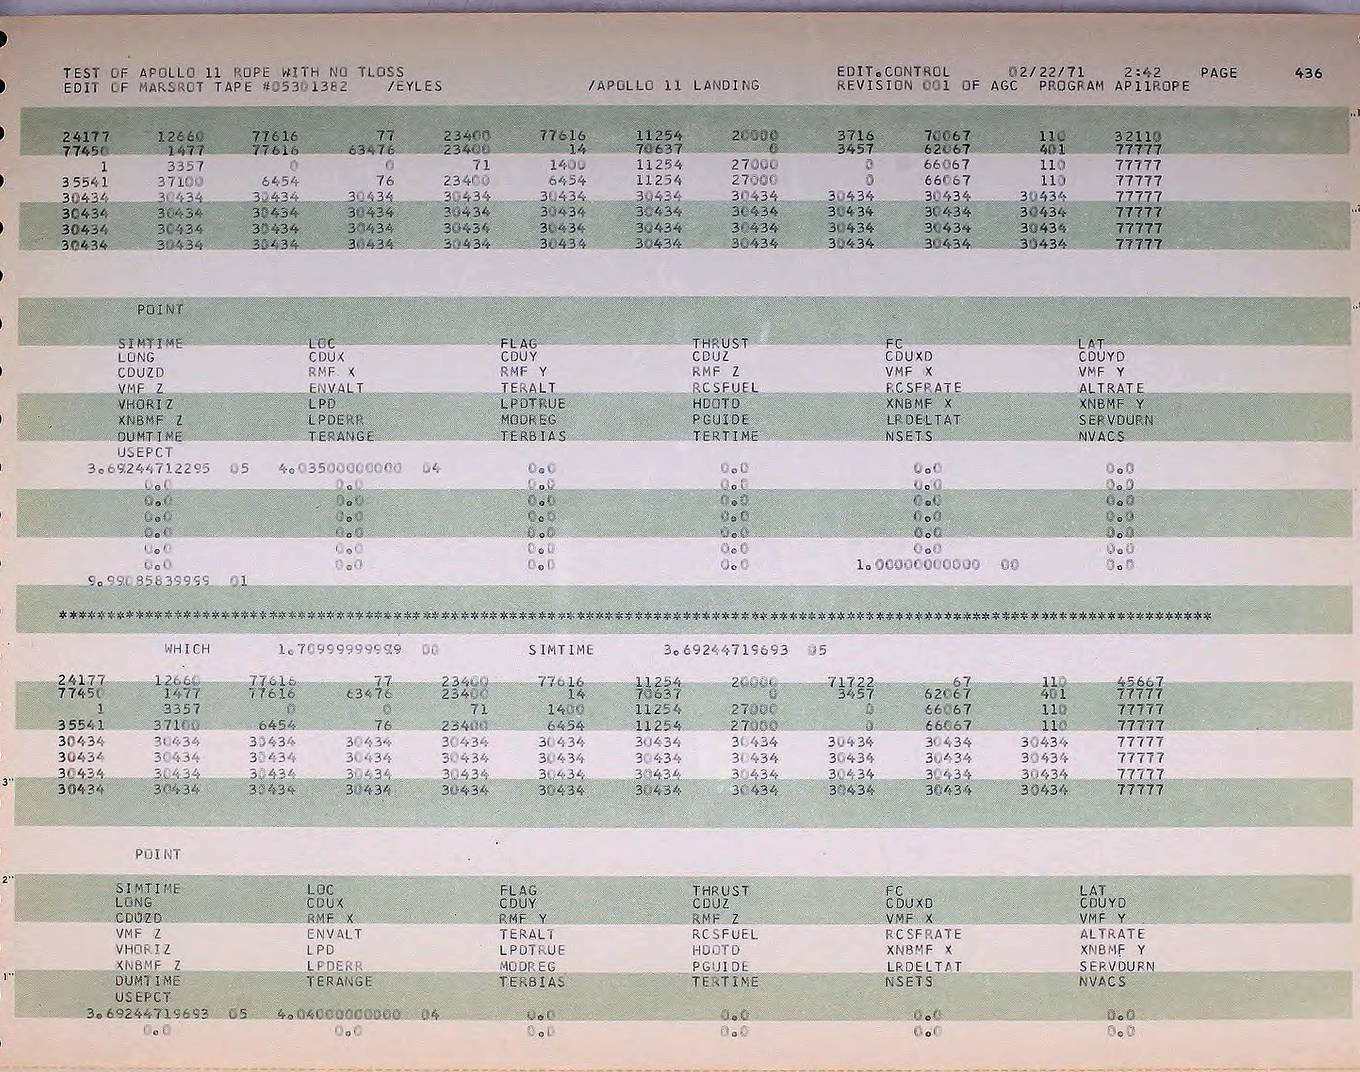 TEST OF APOLLO 11 ROPE WITH NO TLOSS EDIT.CONTROL 02/22/71 2:42 PAGE 436
EDIT OF MARSROT TAPE #05301382 /EYLES /APOLLO 11 LANDING REVISION 001 OF AGC PROGRAM AP11ROPE
24177 12660 77616 77 23400 77616 11254 20000 3716 70067 110 32110
77450 1477 77616 63476 23400 14 70637 0 3457 62067 401 77777
1 3357 0 0 71 1400 11254 27000 0 66067 110 77777
35541 37100 6454 76 23400 6454 11254 27000 0 66067 110 77777
30434 30434 30434 30434 30434 30434 30434 30434 30434 30434 30434 77777
30434 30434 30434 30434 30434 30434 30434 30434 30434 30434 30434 77777
30434 30434 30434 30434 30434 30434 30434 30434 30434 30434 30434 77777
30434 30434 30434 30434 30434 30434 30434 30434 30434 30434 30434 77777
POINT
SIMTIME LOC FLAG THRUST FC LAT
LONG CDUX CDUY CDUZ CDUXD CDUYD
CDUZD RMF X RMF Y RMF Z VMF X VMF Y
VMF Z ENVALT TERALT RCSFUEL RCSFRATE ALTRATE
VHORIZ LPD LPDTRUE HDOTD XNBMF X XNBMF Y
XNBMF Z LPDERR MODREG PGUIDE LRDELTAT SERVDURN
DUMTIME TERANGE TERBIAS TERTIME NSETS NVACS
USEPCT
3.69244712295 05 4.03500000000 04 0.0 0.0 0.0 0.0
0.0 0.0 0.0 0.0 0.0 0.0
0.0 0.0 0.0 0.0 0.0 0.0
0.0 0.0 0.0 0.0 0.0 0.0
0.0 0.0 0.0 0.0 0.0 0.0
0.0 0.0 0.0 0.0 0.0 0.0
0.0 0.0 0.0 0.0 1.00000000000 00 0.0
9.99085839999 01
************************************************************************************************************************
WHICH 1.70999999999 00 SIMTIME 3.69244719693 05
24177 12660 77616 77 23400 77616 11254 20000 71722 67 110 45667
77450 1477 77616 63476 23400 14 70637 0 3457 62067 401 77777
1 3357 0 0 71 1400 11254 27000 0 66067 110 77777
35541 37100 6454 76 23400 6454 11254 27000 0 66067 110 77777
30434 30434 30434 30434 30434 30434 30434 30434 30434 30434 30434 77777
30434 30434 30434 30434 30434 30434 30434 30434 30434 30434 30434 77777
30434 30434 30434 30434 30434 30434 30434 30434 30434 30434 30434 77777
3" 30434 30434 30434 30434 30434 30434 30434 30434 30434 30434 30434 77777
POINT
2"
SIMTIME LOC FLAG THRUST FC LAT
LONG CDUX CDUY CDUZ CDUXD CDUYD
CDUZD RMF X RMF Y RMF Z VMF X VMF Y
VMF Z ENVALT TERALT RCSFUEL RCSFRATE ALTRATE
VHORIZ LPD LPDTRUE HDOTD XNBMF X XNBMF Y
XNBMF Z LPDERR MODREG PGUIDE LRDELTAT SERVDURN
1" DUMTIME TERANGE TERBIAS TERTIME NSETS NVACS
USEPCT
3.69244719693 05 4.04000000000 04 0.0 0.0 0.0 0.0
0.0 0.0 0.0 0.0 0.0 0.0